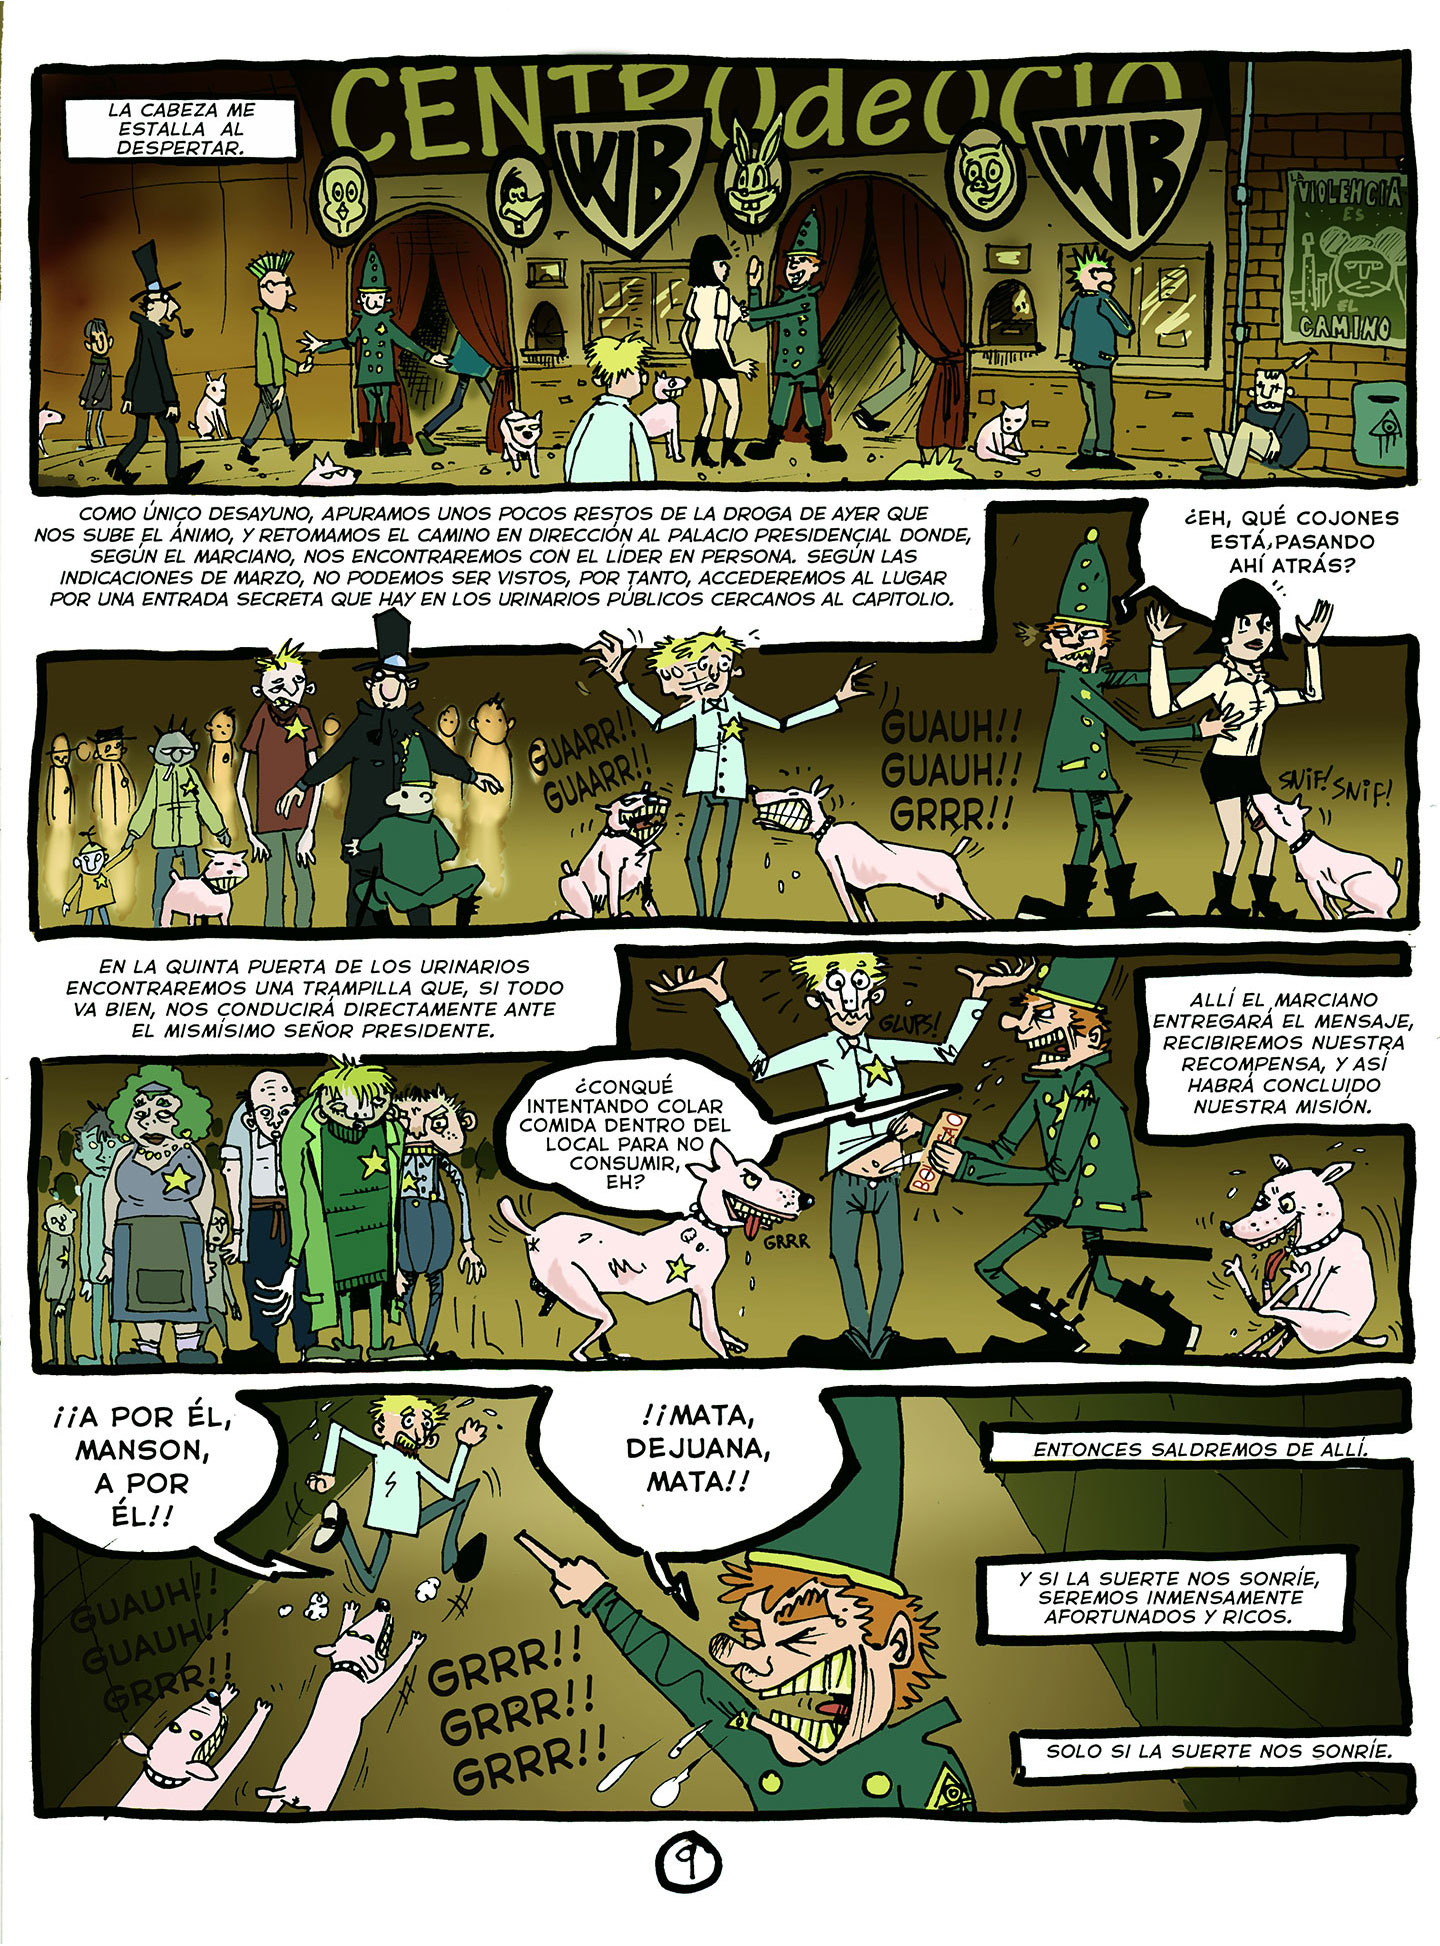 LA CABEZA ME
ESTALLA AL
DESPERTAR.
CENTROdeOCIO
WB
WB
LA
VIOLENCIA
ES
EL
CAMINO
COMO ÚNICO DESAYUNO, APURAMOS UNOS POCOS RESTOS DE LA DROGA DE AYER QUE
NOS SUBE EL ÁNIMO, Y RETOMAMOS EL CAMINO EN DIRECCIÓN AL PALACIO PRESIDENCIAL DONDE,
SEGÚN EL MARCIANO, NOS ENCONTRAREMOS CON EL LÍDER EN PERSONA. SEGÚN LAS
INDICACIONES DE MARZO, NO PODEMOS SER VISTOS, POR TANTO, ACCEDEREMOS AL LUGAR
POR UNA ENTRADA SECRETA QUE HAY EN LOS URINARIOS PÚBLICOS CERCANOS AL CAPITOLIO.
GUAARR!!
GUAARR!!
GUAUH!!
GUAUH!!
GRRR!!
¿EH, QUÉ COJONES
ESTÁ PASANDO
AHÍ ATRÁS?
SNIF! SNIF!
EN LA QUINTA PUERTA DE LOS URINARIOS
ENCONTRAREMOS UNA TRAMPILLA QUE, SI TODO
VA BIEN, NOS CONDUCIRÁ DIRECTAMENTE ANTE
EL MISMÍSIMO SEÑOR PRESIDENTE.
¿CONQUÉ
INTENTANDO COLAR
COMIDA DENTRO DEL
LOCAL PARA NO
CONSUMIR,
EH?
GRRR
GLUPS!
ALLÍ EL MARCIANO
ENTREGARÁ EL MENSAJE,
RECIBIREMOS NUESTRA
RECOMPENSA, Y ASÍ
HABRÁ CONCLUIDO
NUESTRA MISIÓN.
¡¡A POR ÉL,
MANSON,
A POR
ÉL!!
GUAUH!!
GUAUH!!
GRRR!!
GRRR!!
GRRR!!
GRRR!!
!¡MATA,
DEJUANA,
MATA!!
ENTONCES SALDREMOS DE ALLÍ.
Y SI LA SUERTE NOS SONRÍE,
SEREMOS INMENSAMENTE
AFORTUNADOS Y RICOS.
SOLO SI LA SUERTE NOS SONRÍE.
9